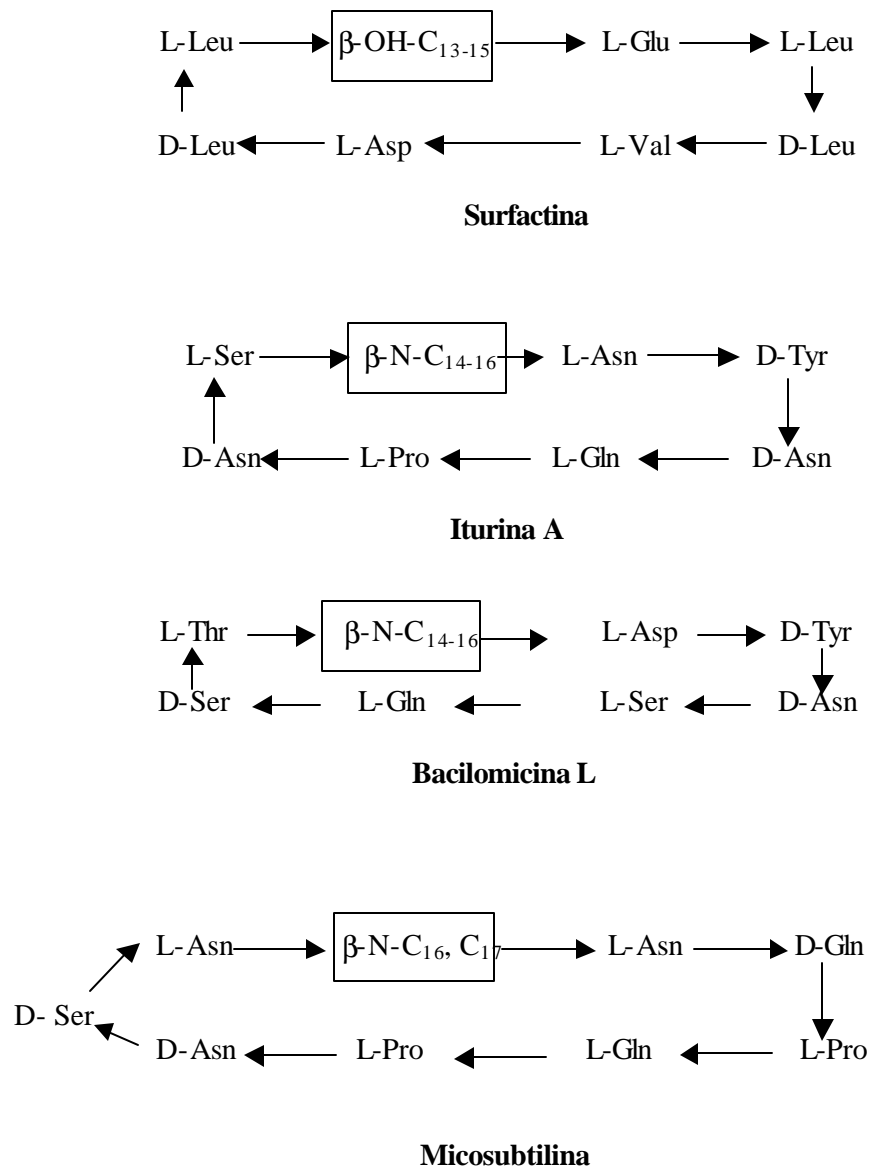 L-Leu β-OH-C13-15 L-Glu L-Leu
D-Leu L-Asp L-Val D-Leu
Surfactina
L-Ser β-N-C14-16 L-Asn D-Tyr
D-Asn L-Pro L-Gln D-Asn
Iturina A
L-Thr β-N-C14-16 L-Asp D-Tyr
D-Ser L-Gln L-Ser D-Asn
Bacilomicina L
L-Asn β-N-C16, C17 L-Asn D-Gln
D- Ser
D-Asn L-Pro L-Gln L-Pro
Micosubtilina